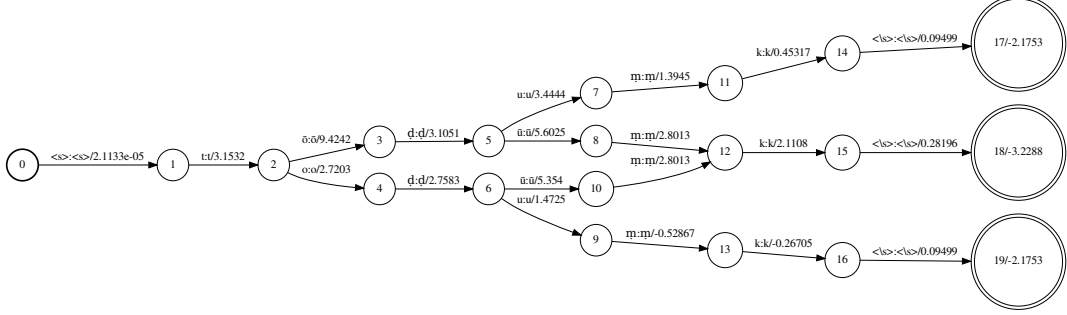 0
<s>:<s>/2.1133e-05
1
t:t/3.1532
2
ō:ō/9.4242
3
ḍ:ḍ/3.1051
5
u:u/3.4444
7
ṃ:ṃ/1.3945
11
k:k/0.45317
14
<\s>:<\s>/0.09499
17/-2.1753
ū:ū/5.6025
8
ṃ:ṃ/2.8013
12
k:k/2.1108
15
<\s>:<\s>/0.28196
18/-3.2288
o:o/2.7203
4
ḍ:ḍ/2.7583
6
ū:ū/5.354
10
ṃ:ṃ/2.8013
u:u/1.4725
9
ṃ:ṃ/-0.52867
13
k:k/-0.26705
16
<\s>:<\s>/0.09499
19/-2.1753